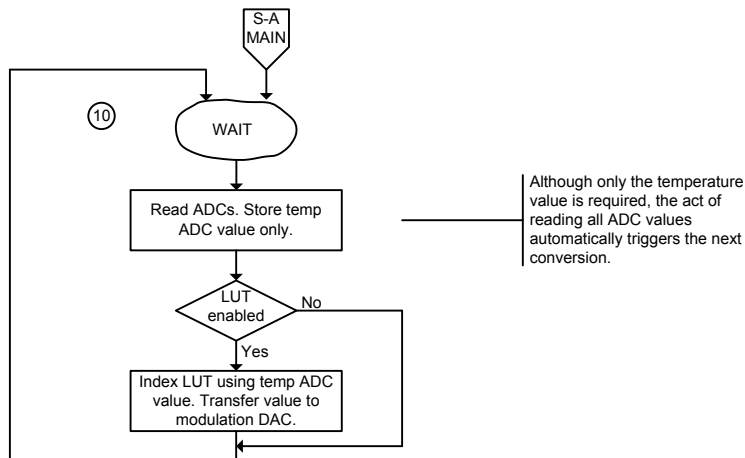 S-A
MAIN
10
WAIT
Read ADCs. Store temp
ADC value only.
Although only the temperature
value is required, the act of
reading all ADC values
automatically triggers the next
conversion.
LUT
enabled
No
Yes
Index LUT using temp ADC
value. Transfer value to
modulation DAC.